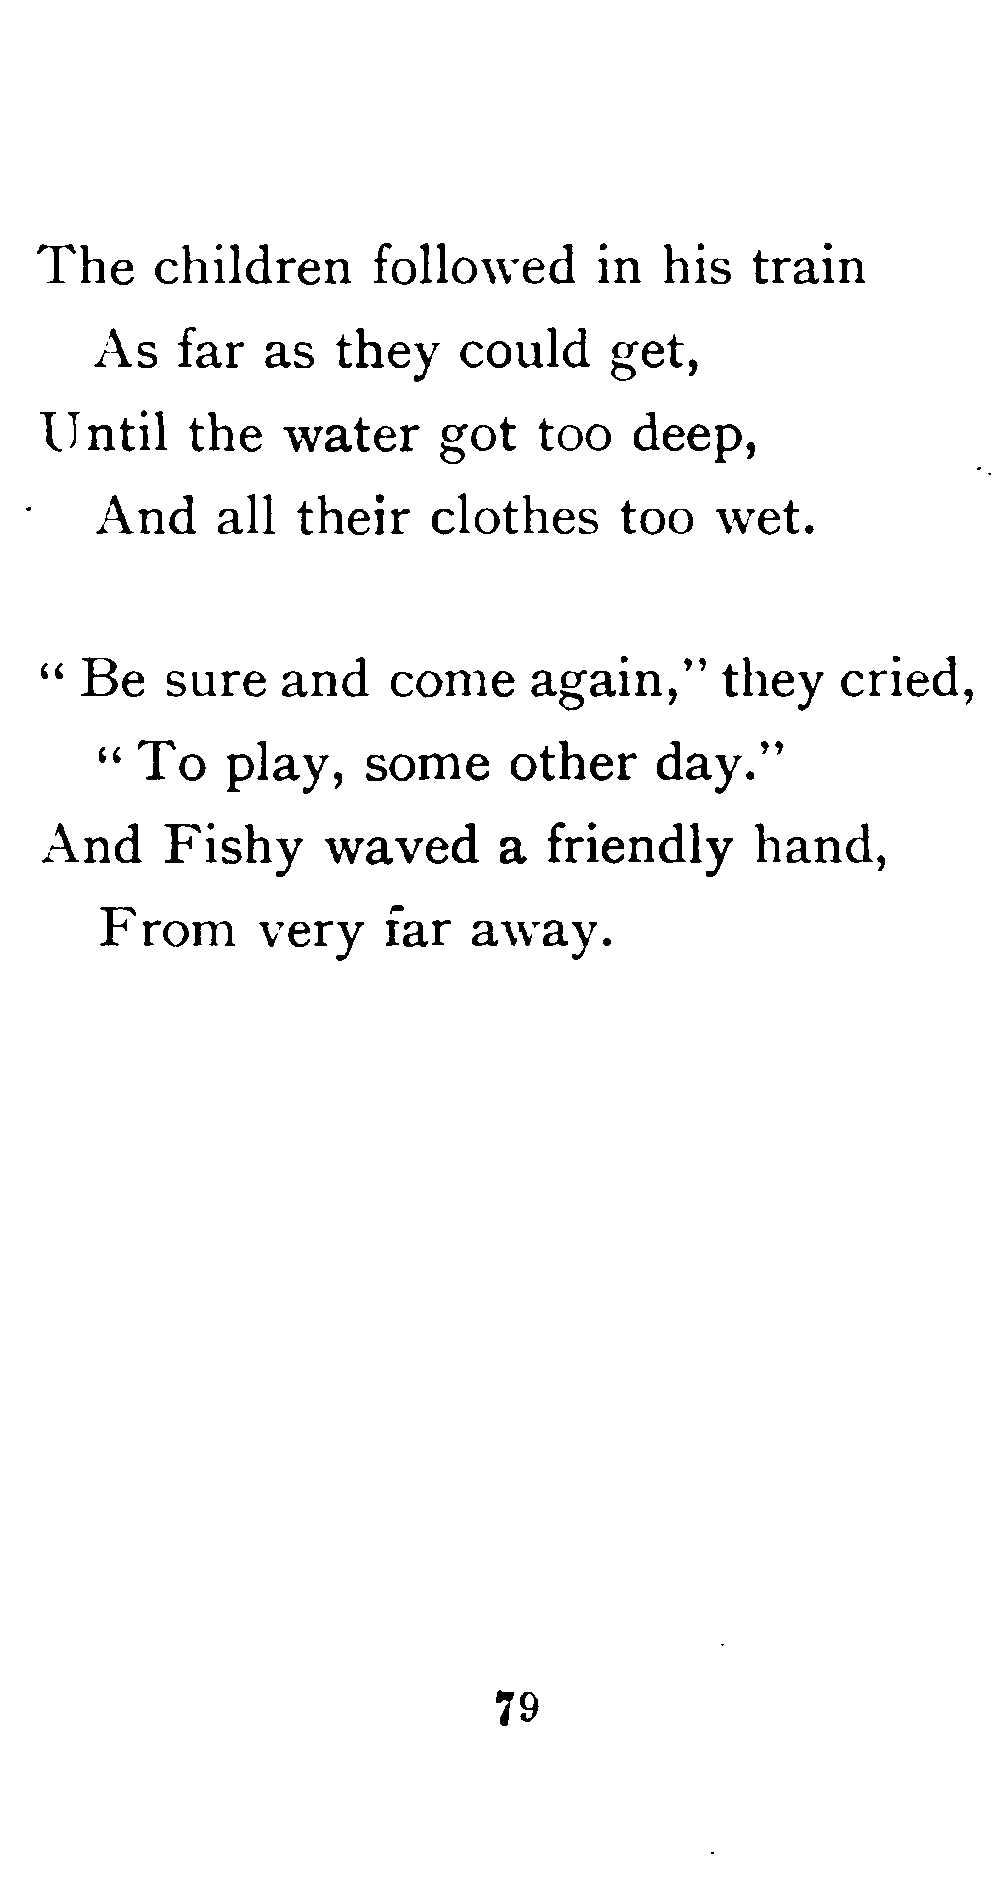 The children followed in his train
As far as they could get,
Until the water got too deep,
And all their clothes too wet.
“ Be sure and come again,” they cried,
“ To play, some other day.”
And Fishy waved a friendly hand,
From very far away.
79